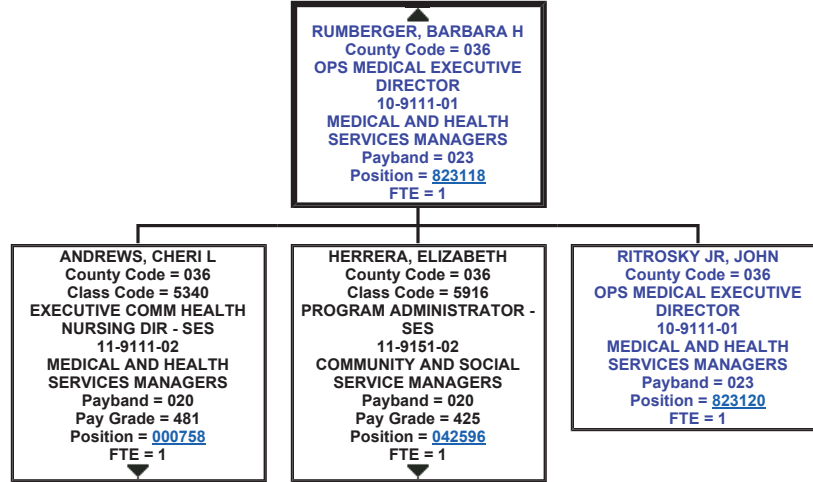 RUMBERGER, BARBARA H
County Code = 036
OPS MEDICAL EXECUTIVE
DIRECTOR
10-9111-01
MEDICAL AND HEALTH
SERVICES MANAGERS
Payband = 023
Position = 823118
FTE = 1
ANDREWS, CHERI L
County Code = 036
Class Code = 5340
EXECUTIVE COMM HEALTH
NURSING DIR - SES
11-9111-02
MEDICAL AND HEALTH
SERVICES MANAGERS
Payband = 020
Pay Grade = 481
Position = 000758
FTE = 1
HERRERA, ELIZABETH
County Code = 036
Class Code = 5916
PROGRAM ADMINISTRATOR -
SES
11-9151-02
COMMUNITY AND SOCIAL
SERVICE MANAGERS
Payband = 020
Pay Grade = 425
Position = 042596
FTE = 1
RITROSKY JR, JOHN
County Code = 036
OPS MEDICAL EXECUTIVE
DIRECTOR
10-9111-01
MEDICAL AND HEALTH
SERVICES MANAGERS
Payband = 023
Position = 823120
FTE = 1